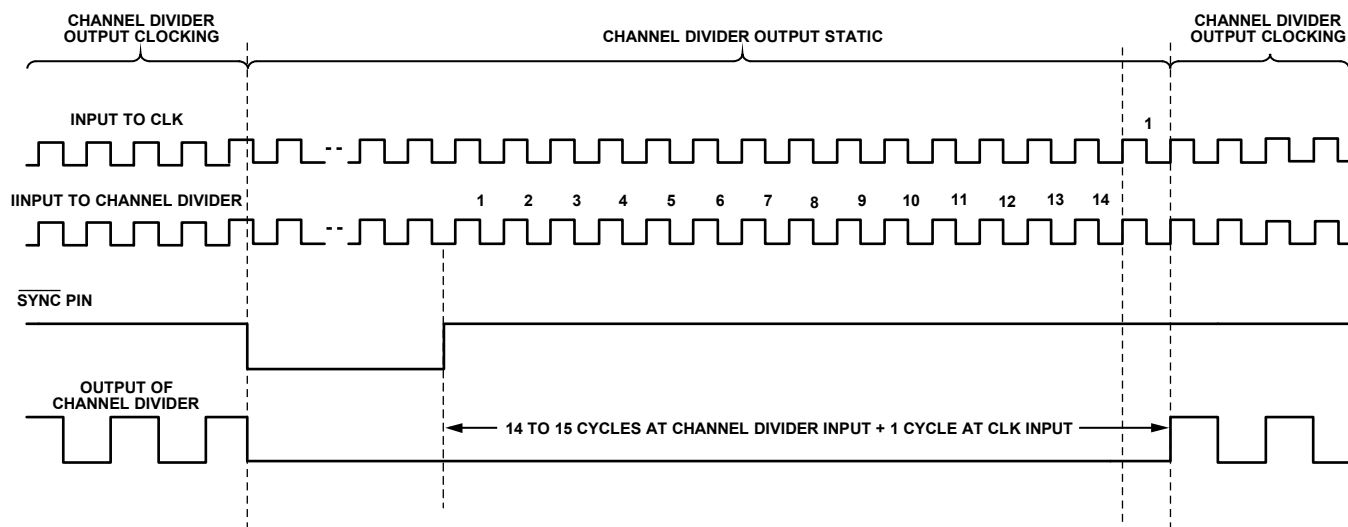 CHANNEL DIVIDER
OUTPUT CLOCKING
CHANNEL DIVIDER OUTPUT STATIC
CHANNEL DIVIDER
OUTPUT CLOCKING
INPUT TO CLK
1
IINPUT TO CHANNEL DIVIDER
1 2 3 4 5 6 7 8 9 10 11 12 13 14
SYNC PIN
OUTPUT OF
CHANNEL DIVIDER
14 TO 15 CYCLES AT CHANNEL DIVIDER INPUT + 1 CYCLE AT CLK INPUT